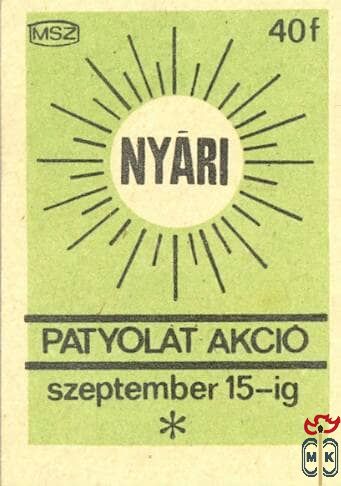 MSZ
40f
NYÁRI
PATYOLAT AKCIÓ
szeptember 15-ig
*
MK